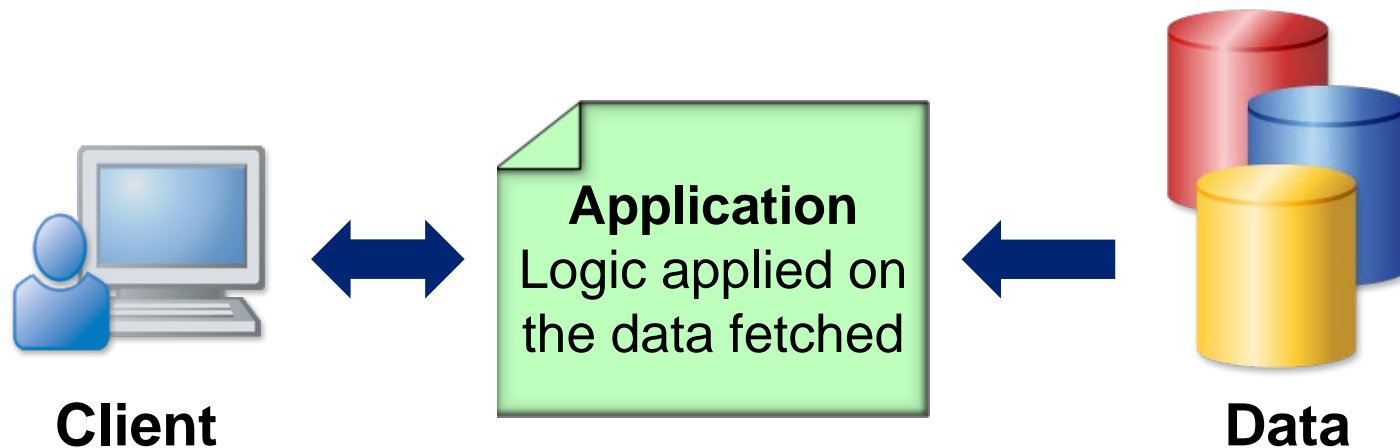 Application
Logic applied on
the data fetched
Client
Data